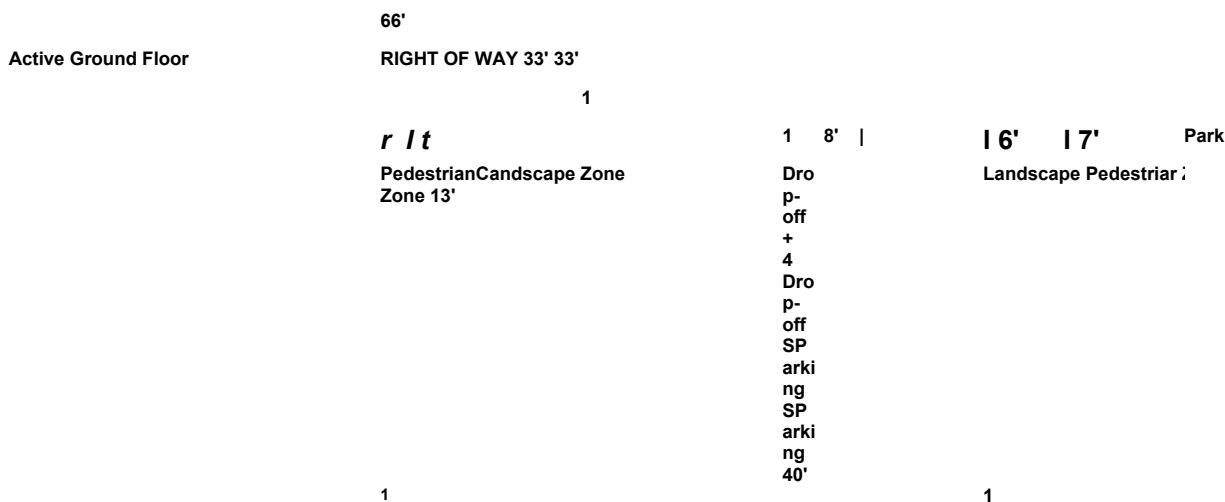 66'
Active Ground Floor RIGHT OF WAY 33' 33'
1
r I t 1 8' | I 6' I 7' Park
PedestrianCandscape Zone
Zone 13'
Dro
p-
off
+
4
Dro
p-
off
SP
arki
ng
SP
arki
ng
40'
Landscape Pedestriar
1 1